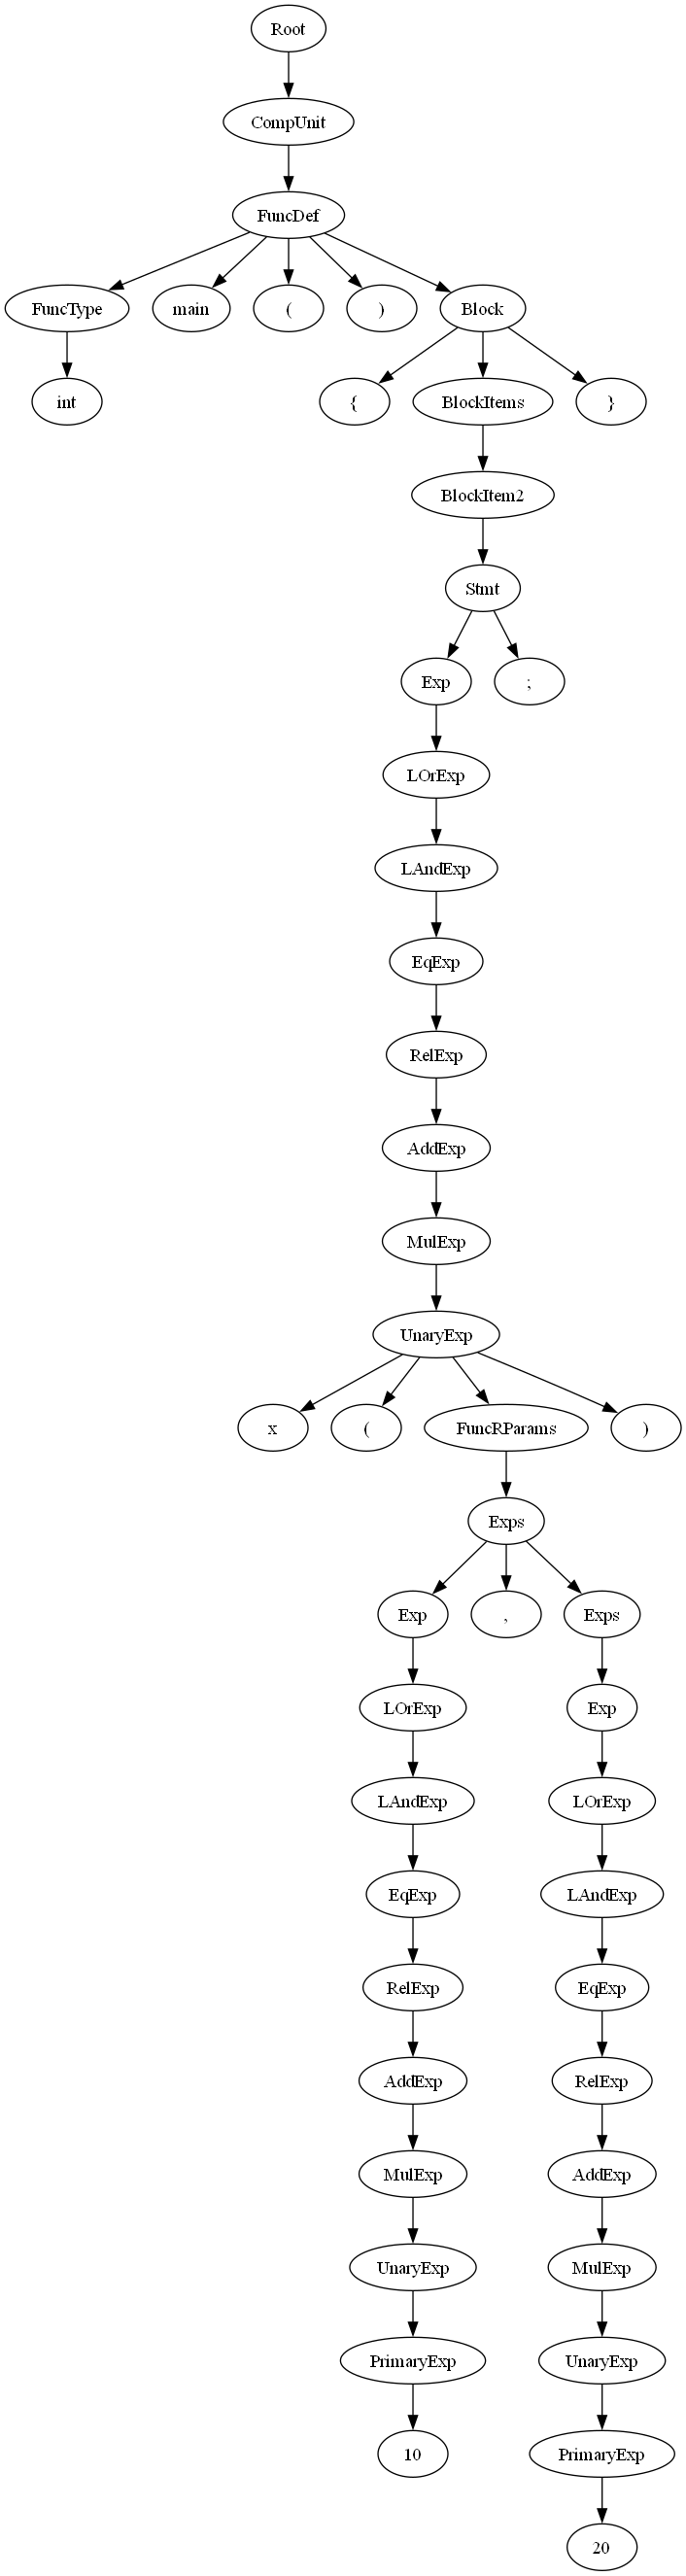 Root
CompUnit
FuncDef
FuncType main ( ) Block
int { BlockItems }
BlockItem2
Stmt
Exp ;
LOrExp
LAndExp
EqExp
RelExp
AddExp
MulExp
UnaryExp
x ( FuncRParams )
Exps
Exp , Exps
LOrExp Exp
LAndExp LOrExp
EqExp LAndExp
RelExp EqExp
AddExp RelExp
MulExp AddExp
UnaryExp MulExp
PrimaryExp UnaryExp
10 PrimaryExp
20